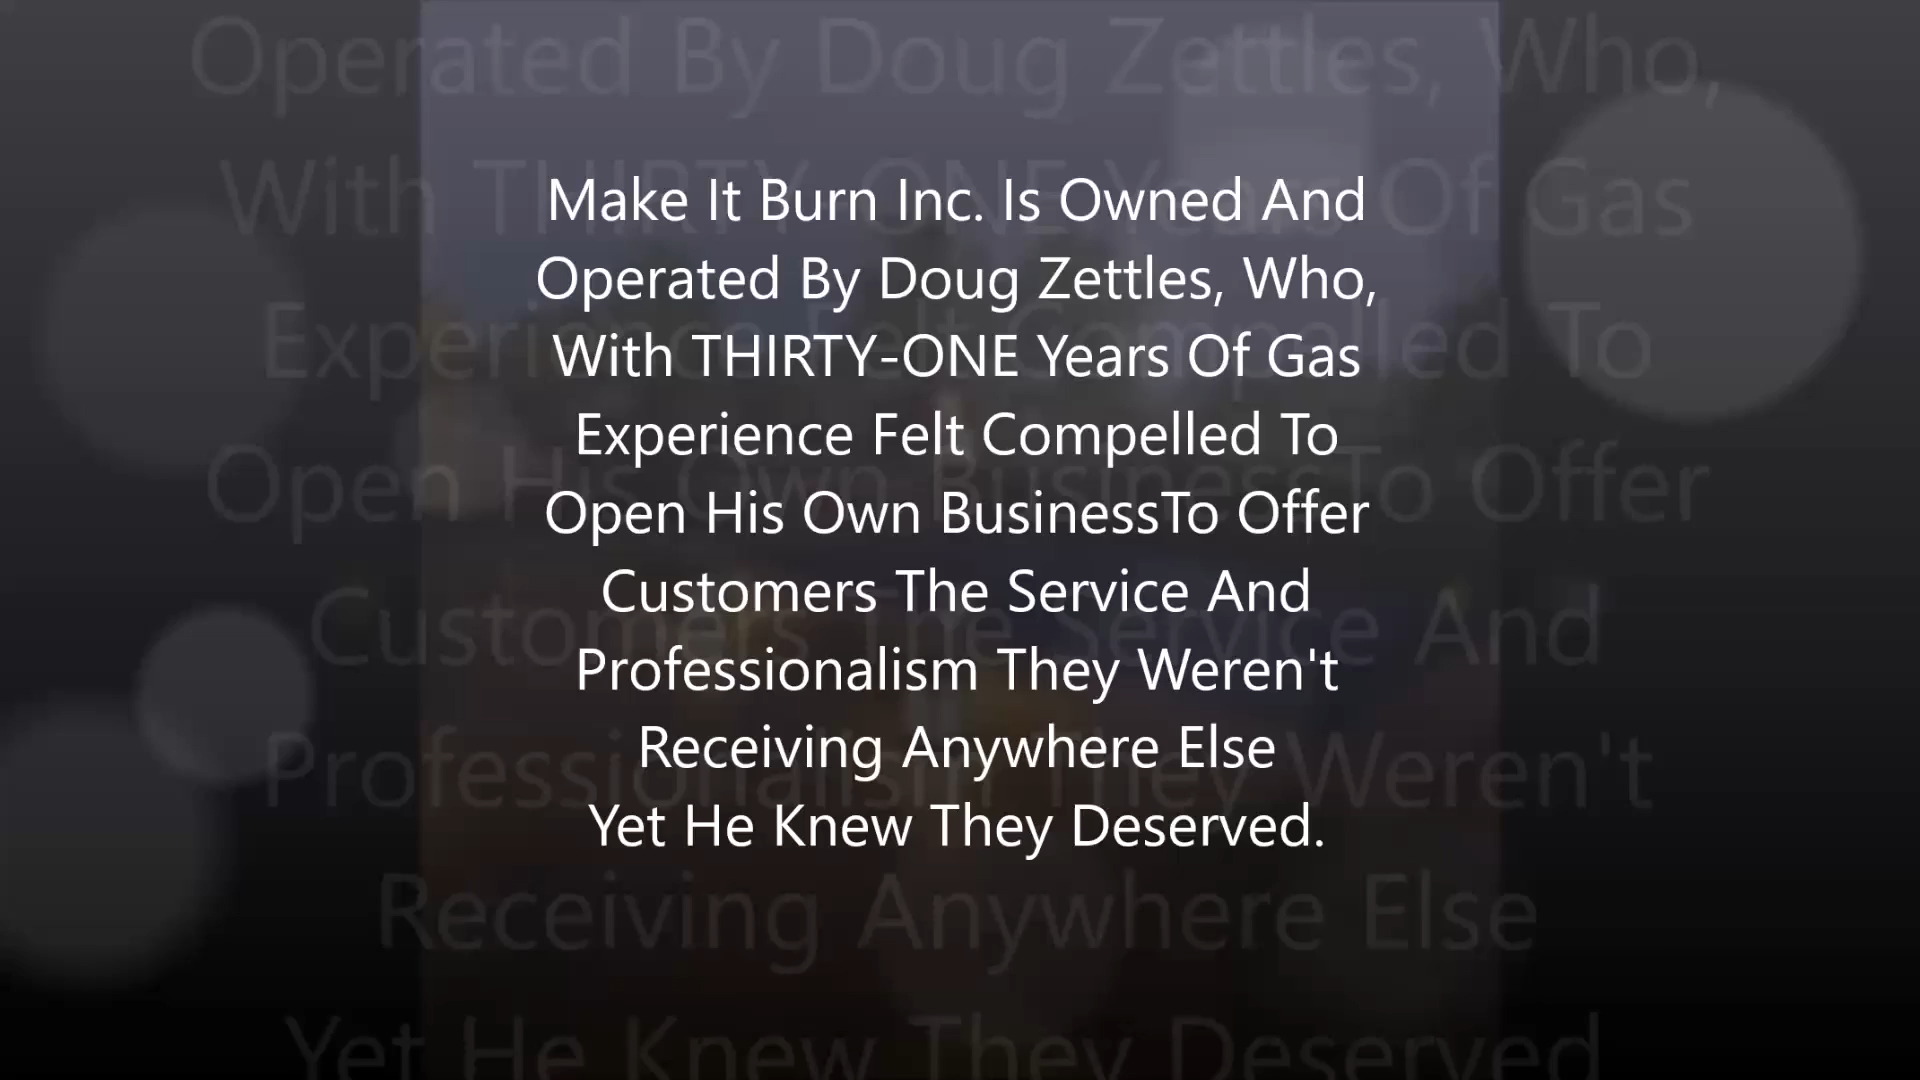 Make It Burn Inc. Is Owned And
Operated By Doug Zettles, Who,
With THIRTY-ONE Years Of Gas
Experience Felt Compelled To
Open His Own BusinessTo Offer
Customers The Service And
Professionalism They Weren't
Receiving Anywhere Else
Yet He Knew They Deserved.